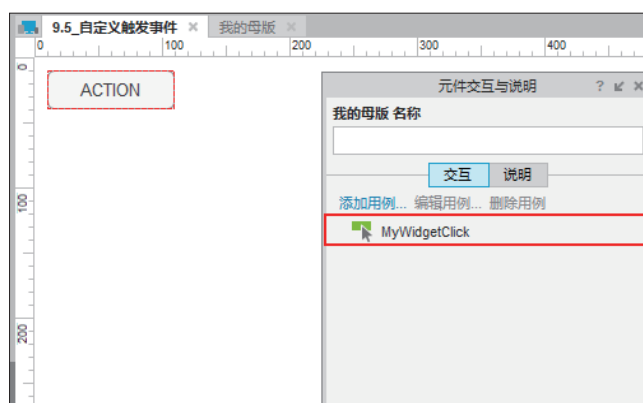 9.5_自定义触发事件 × 我的母版 ×
0 100 200 300 400
0
ACTION
元件交互与说明 ? ×
我的母版 名称
交互 说明
添加用例... 编辑用例... 删除用例
100
MyWidgetClick
200